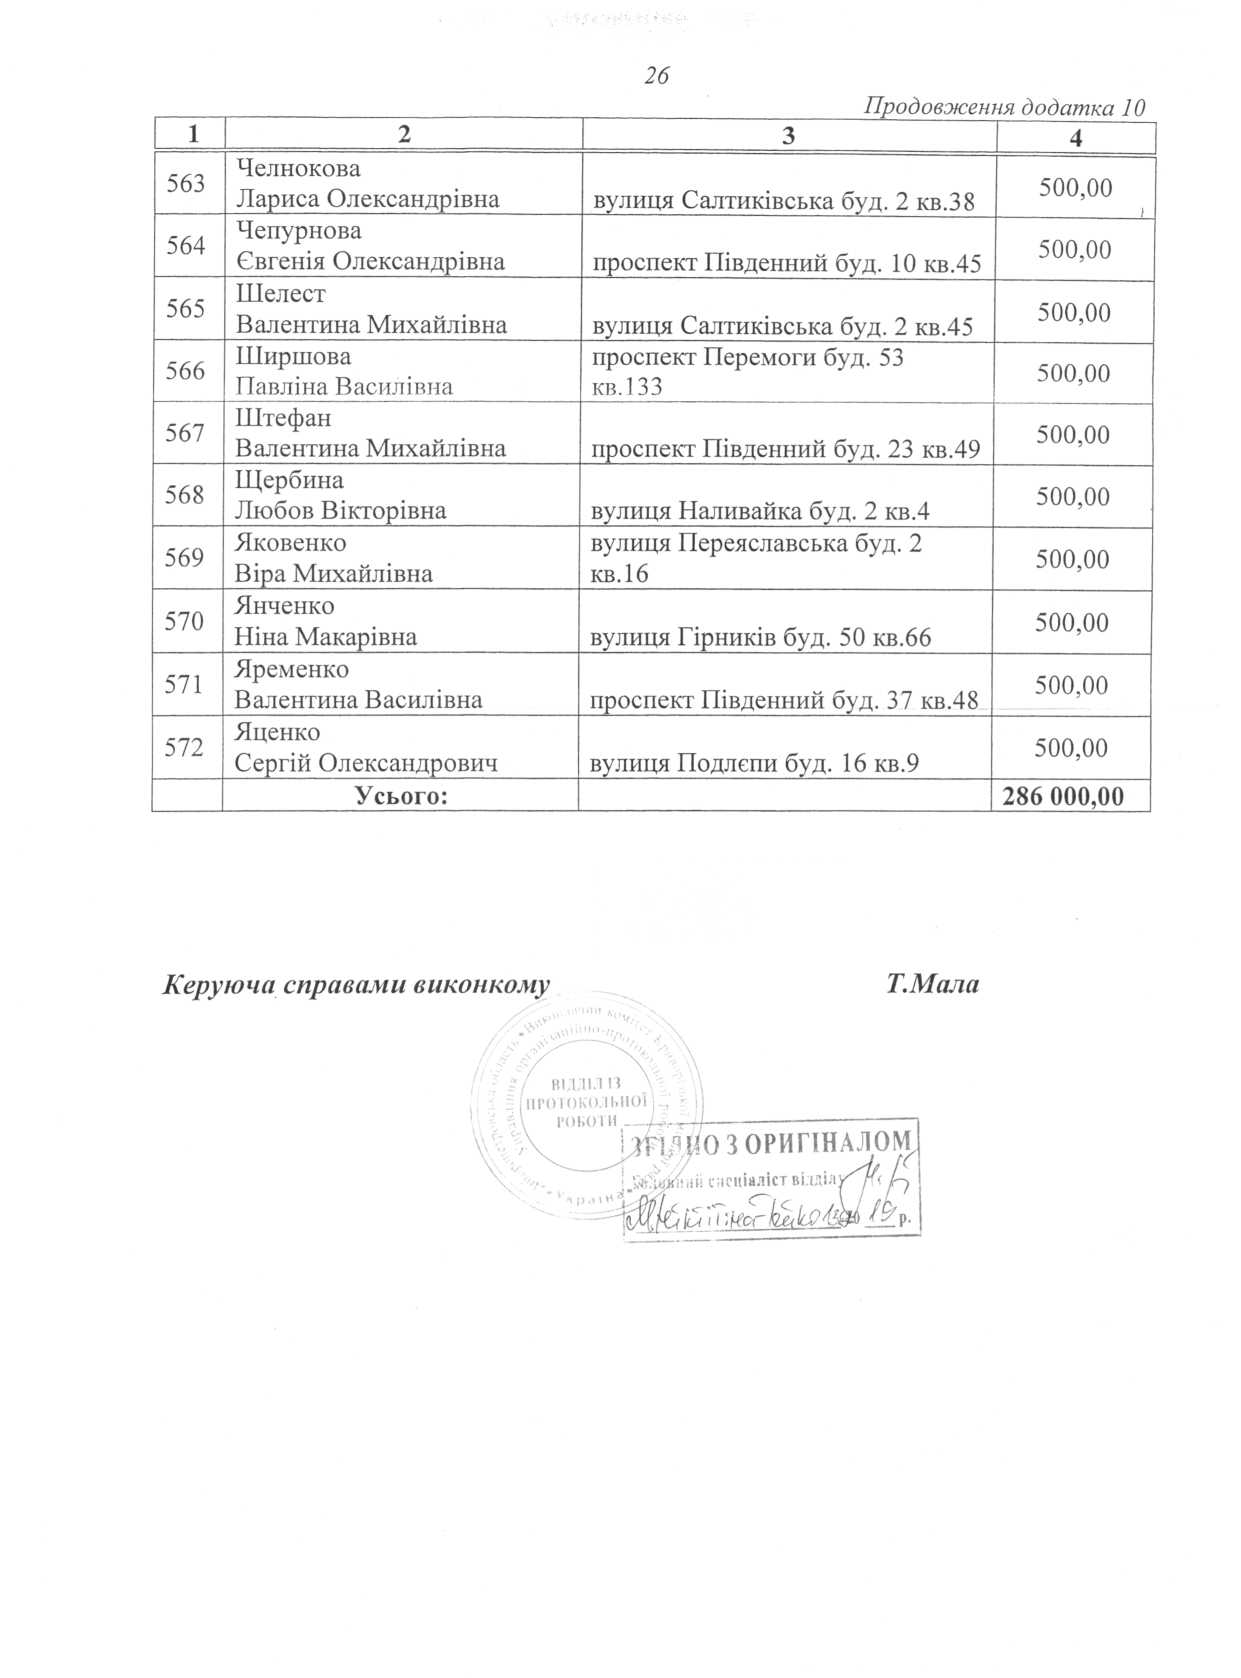 26
Продовження додатка 10
1 2 3 4
563 Челнокова
Лариса Олександрівна вулиця Салтиківська буд. 2 кв.38 500,00
564 Чепурнова
Євгенія Олександрівна проспект Південний буд. 10 кв.45 500,00
565 Шелест
Валентина Михайлівна вулиця Салтиківська буд. 2 кв.45 500,00
566 Ширшова проспект Перемоги буд. 53
Павліна Василівна кв.133 500,00
567 Штефан
Валентина Михайлівна проспект Південний буд. 23 кв.49 500,00
568 Щербина
Любов Вікторівна вулиця Наливайка буд. 2 кв.4 500,00
569 Яковенко вулиця Переяславська буд. 2
Віра Михайлівна кв.16 500,00
570 Янченко
Ніна Макарівна вулиця Гірників буд. 50 кв.66 500,00
571 Яременко
Валентина Василівна проспект Південний буд. 37 кв.48 500,00
572 Яценко
Сергій Олександрович вулиця Подлєпи буд. 16 кв.9 500,00
Усього: 286 000,00
Керуюча справами виконкому Т.Мала
ВІДДІЛ ІЗ
ПРОТОКОЛЬНОЇ
РОБОТИ
Україна
ЗГІДНО З ОРИГІНАЛОМ
Головний спеціаліст відділу
19 р.